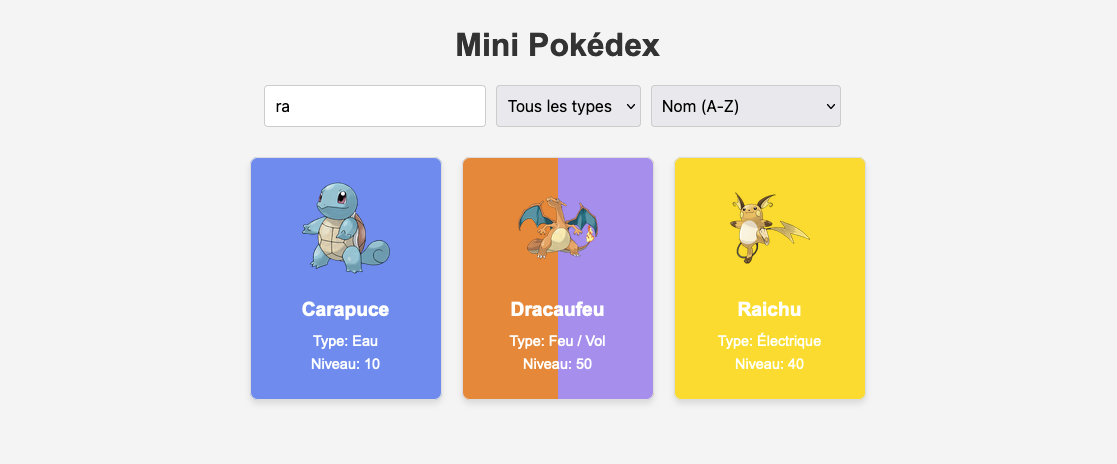 Mini Pokédex
ra
Tous les types
Nom (A-Z)
Carapuce
Type: Eau
Niveau: 10
Dracaufeu
Type: Feu / Vol
Niveau: 50
Raichu
Type: Électrique
Niveau: 40